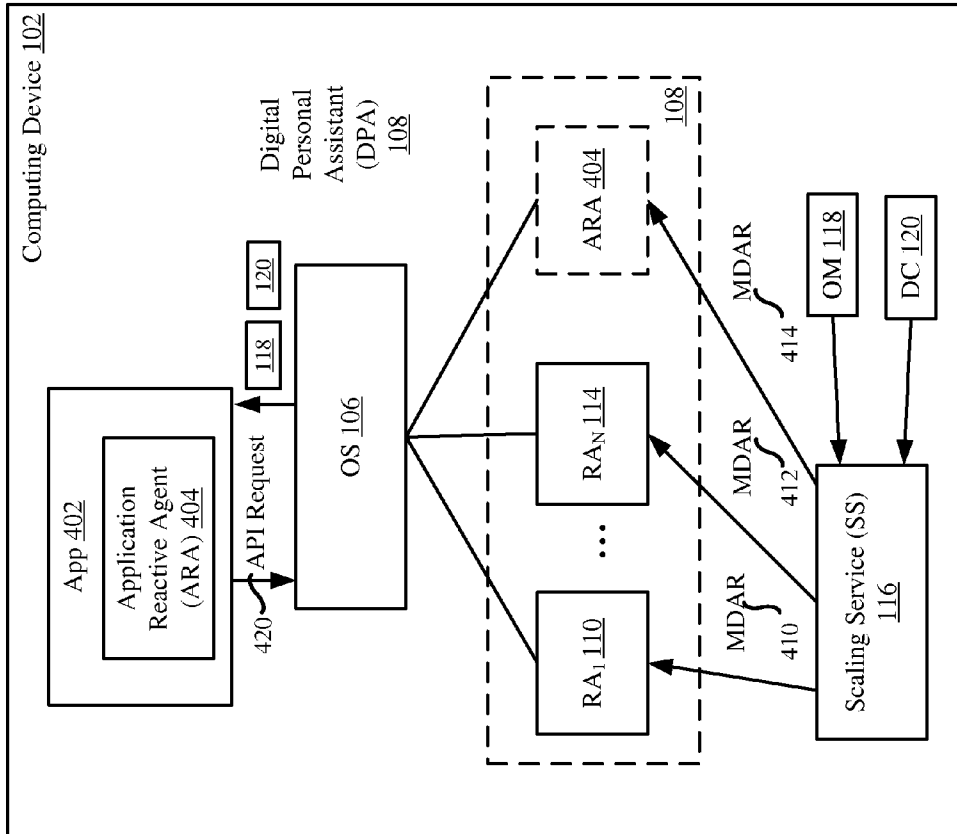 Computing Device 102
App 402
Application
Reactive Agent
(ARA) 404
420
API Request
118
120
OS 106
Digital
Personal
Assistant
(DPA)
108
RA1 110
...
RAN 114
ARA 404
108
MDAR
410
MDAR
412
MDAR
414
Scaling Service (SS)
116
OM 118
DC 120